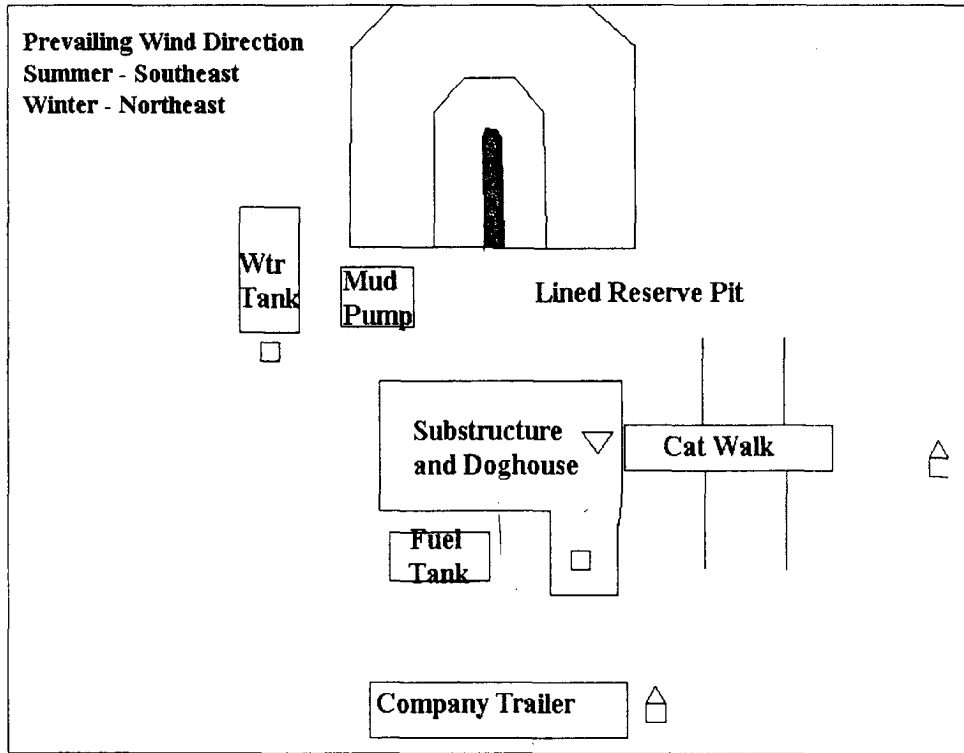 Prevailing Wind Direction
Summer - Southeast
Winter - Northeast
Wtr
Tank
Mud
Pump
Lined Reserve Pit
Substructure
and Doghouse
Cat Walk
Fuel
Tank
Company Trailer